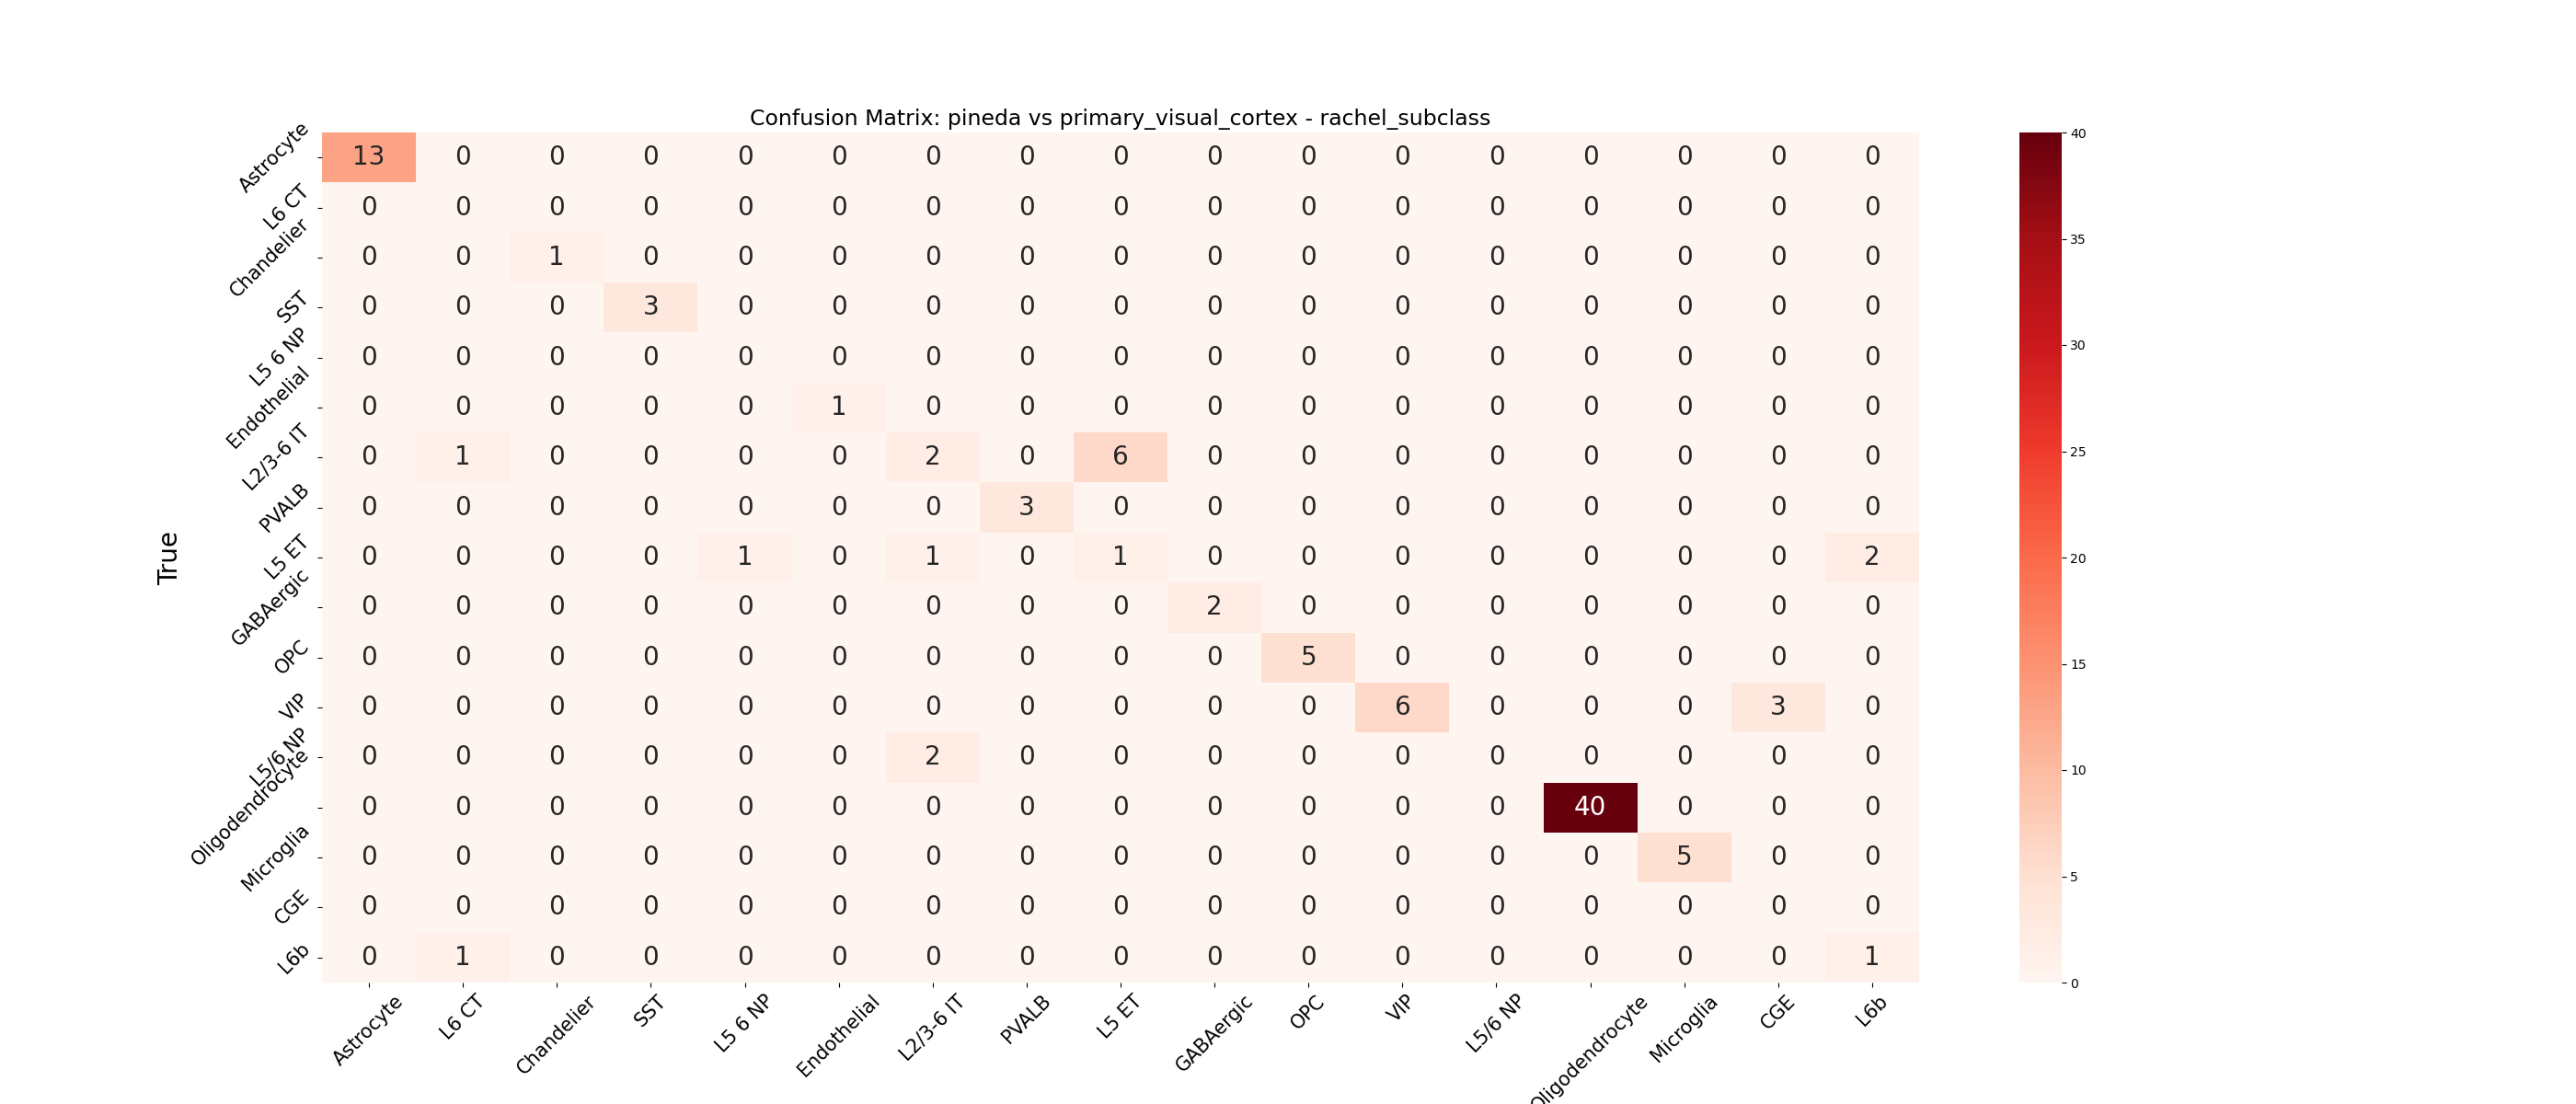 Confusion Matrix: pineda vs primary_visual_cortex - rachel_subclass
True
Astrocyte 13 0 0 0 0 0 0 0 0 0 0 0 0 0 0 0 0
L6 CT 0 0 0 0 0 0 0 0 0 0 0 0 0 0 0 0 0
Chandelier 0 0 1 0 0 0 0 0 0 0 0 0 0 0 0 0 0
SST 0 0 0 3 0 0 0 0 0 0 0 0 0 0 0 0 0
L5 6 NP 0 0 0 0 0 0 0 0 0 0 0 0 0 0 0 0 0
Endothelial 0 0 0 0 0 1 0 0 0 0 0 0 0 0 0 0 0
L2/3-6 IT 0 1 0 0 0 0 2 0 6 0 0 0 0 0 0 0 0
PVALB 0 0 0 0 0 0 0 3 0 0 0 0 0 0 0 0 0
L5 ET 0 0 0 0 1 0 1 0 1 0 0 0 0 0 0 0 2
GABAergic 0 0 0 0 0 0 0 0 0 2 0 0 0 0 0 0 0
OPC 0 0 0 0 0 0 0 0 0 0 5 0 0 0 0 0 0
VIP 0 0 0 0 0 0 0 0 0 0 0 6 0 0 0 3 0
L5/6 NP 0 0 0 0 0 0 2 0 0 0 0 0 0 0 0 0 0
Oligodendrocyte 0 0 0 0 0 0 0 0 0 0 0 0 0 40 0 0 0
Microglia 0 0 0 0 0 0 0 0 0 0 0 0 0 0 5 0 0
CGE 0 0 0 0 0 0 0 0 0 0 0 0 0 0 0 0 0
L6b 0 1 0 0 0 0 0 0 0 0 0 0 0 0 0 0 1
Astrocyte L6 CT Chandelier SST L5 6 NP Endothelial L2/3-6 IT PVALB L5 ET GABAergic OPC VIP L5/6 NP Oligodendrocyte Microglia CGE L6b
40
35
30
25
20
15
10
5
0